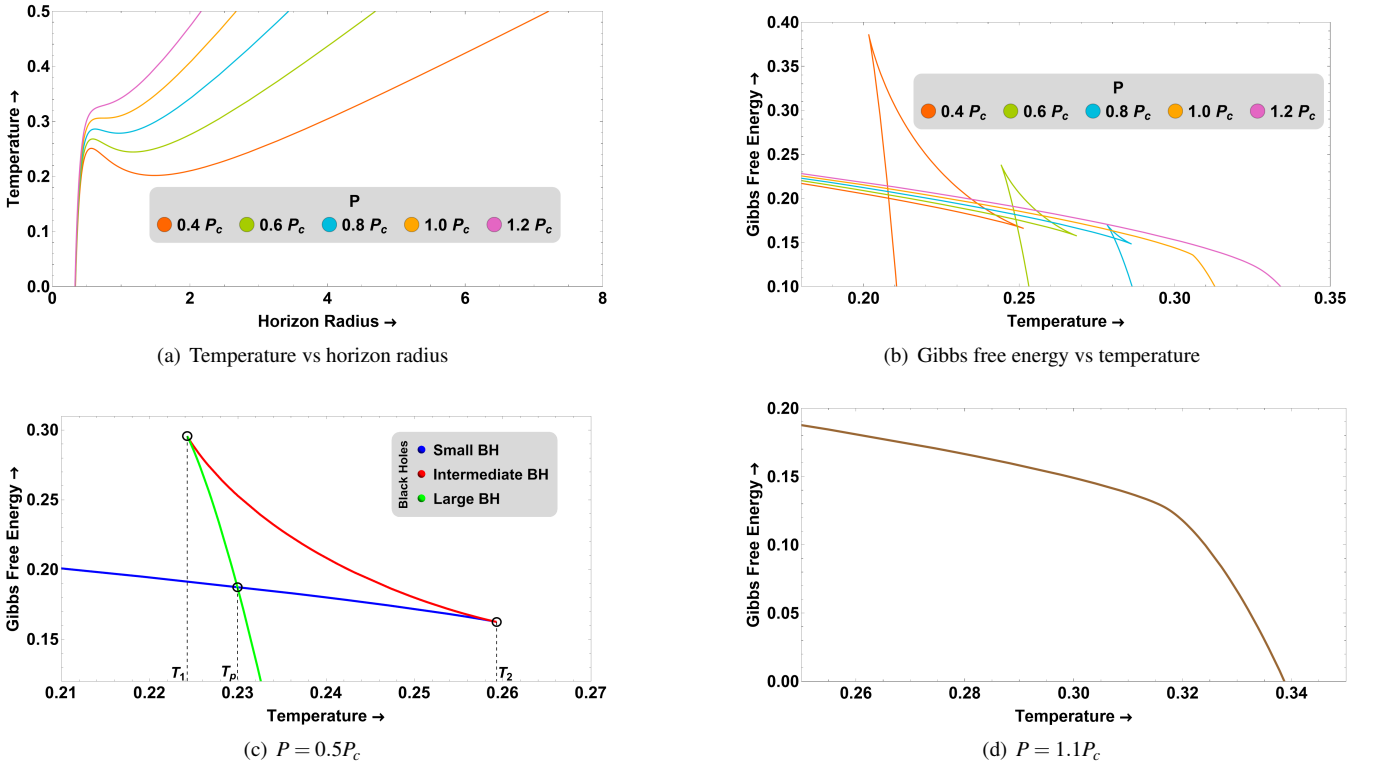 0.5
0.4
0.3
0.2
0.1
0.0
Temperature →
P
0.4 Pc 0.6 Pc 0.8 Pc 1.0 Pc 1.2 Pc
0 2 4 6 8
Horizon Radius →
(a) Temperature vs horizon radius
0.40
0.35
0.30
0.25
0.20
0.15
0.10
Gibbs Free Energy →
P
0.4 Pc 0.6 Pc 0.8 Pc 1.0 Pc 1.2 Pc
0.20 0.25 0.30 0.35
Temperature →
(b) Gibbs free energy vs temperature
0.30
0.25
0.20
0.15
Gibbs Free Energy →
Black Holes
Small BH
Intermediate BH
Large BH
T1 Tp T2
0.21 0.22 0.23 0.24 0.25 0.26 0.27
Temperature →
(c) P = 0.5Pc
0.20
0.15
0.10
0.05
0.00
Gibbs Free Energy →
0.26 0.28 0.30 0.32 0.34
Temperature →
(d) P = 1.1Pc